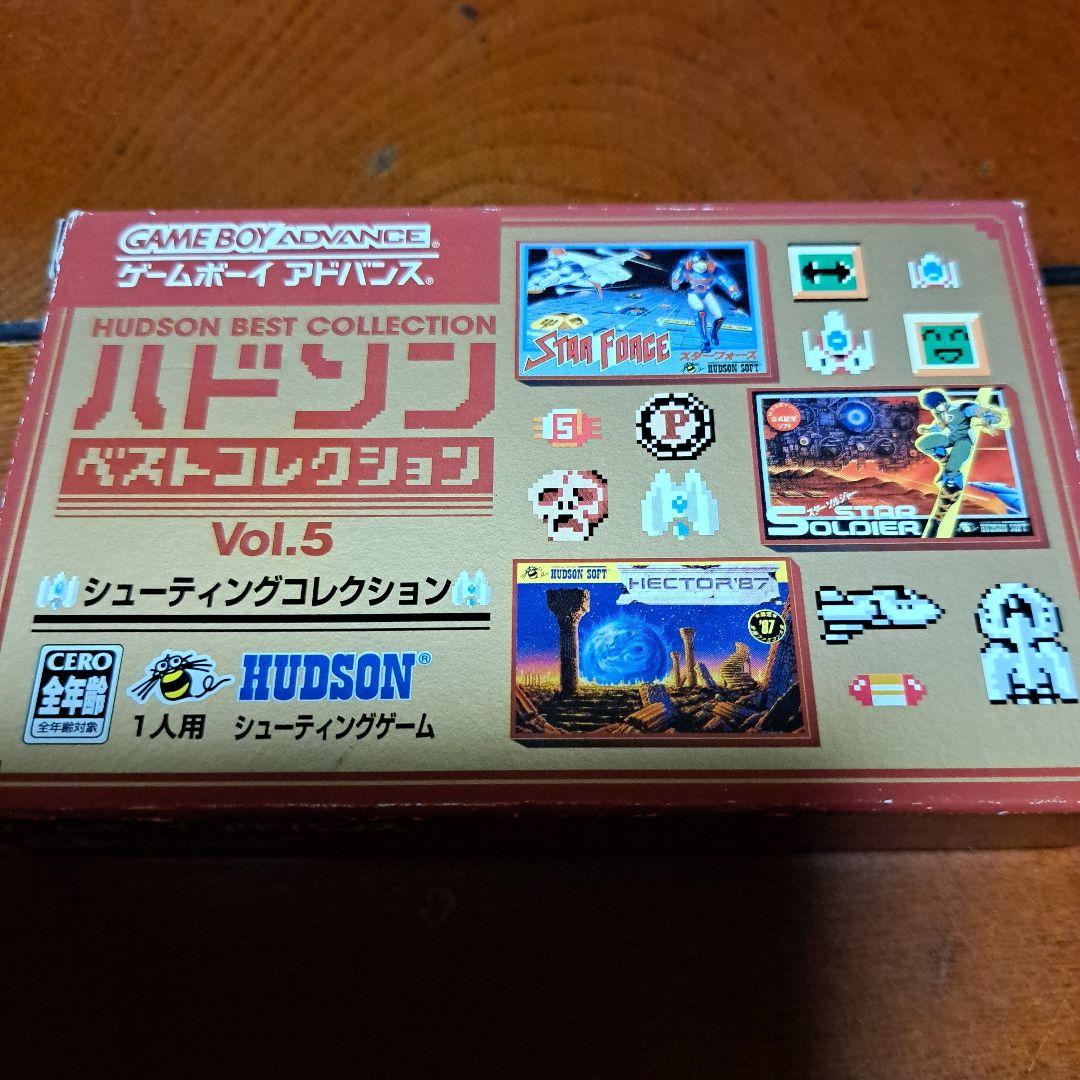 GAME BOY ADVANCE®
ゲームボーイ アドバンス®
HUDSON BEST COLLECTION
ハドソン
ベストコレクション
Vol.5
シューティングコレクション
CERO
全年齢
全年齢対象
HUDSON®
1人用 シューティングゲーム
STAR FORCE
スターフォース
HUDSON SOFT
S
P
スターソルジャー
STAR
SOLDIER
HUDSON SOFT
HUDSON SOFT
HECTOR'87
'87